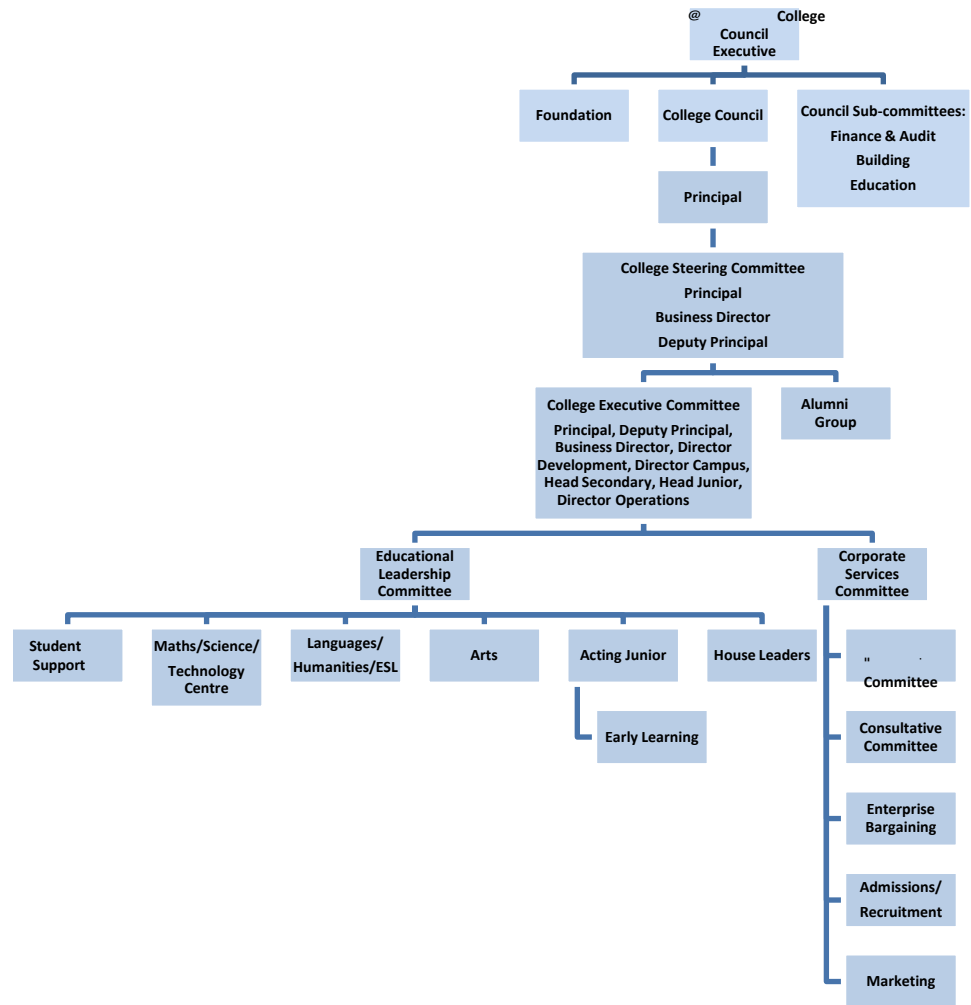 @ College
Council
Executive
Foundation
College Council
Council Sub-committees:
Finance & Audit
Building
Education
Principal
College Steering Committee
Principal
Business Director
Deputy Principal
College Executive Committee
Principal, Deputy Principal,
Business Director, Director
Development, Director Campus,
Head Secondary, Head Junior,
Director Operations
Alumni
Group
Educational
Leadership
Committee
Corporate
Services
Committee
Student
Support
Maths/Science/
Technology
Centre
Languages/
Humanities/ESL
Arts
Acting Junior
House Leaders
Early Learning
Committee
Consultative
Committee
Enterprise
Bargaining
Admissions/
Recruitment
Marketing